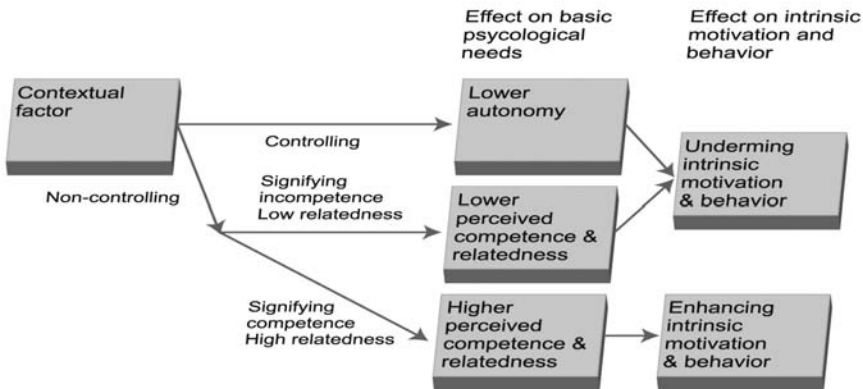 Effect on basic
psycological
needs
Effect on intrinsic
motivation and
behavior
Contextual
factor
Controlling
Lower
autonomy
Non-controlling
Signifying
incompetence
Low relatedness
Lower
perceived
competence &
relatedness
Underming
intrinsic
motivation
& behavior
Signifying
competence
High relatedness
Higher
perceived
competence &
relatedness
Enhancing
intrinsic
motivation
& behavior